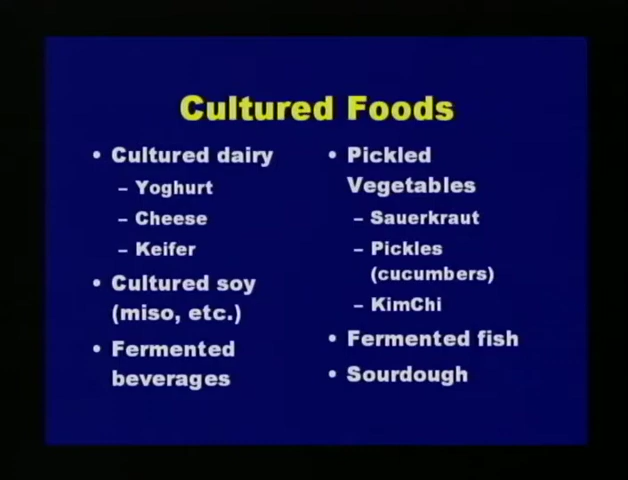 Cultured Foods
• Cultured dairy
– Yoghurt
– Cheese
– Keifer
• Cultured soy
(miso, etc.)
• Fermented
beverages
• Pickled
Vegetables
– Sauerkraut
– Pickles
(cucumbers)
– KimChi
• Fermented fish
• Sourdough